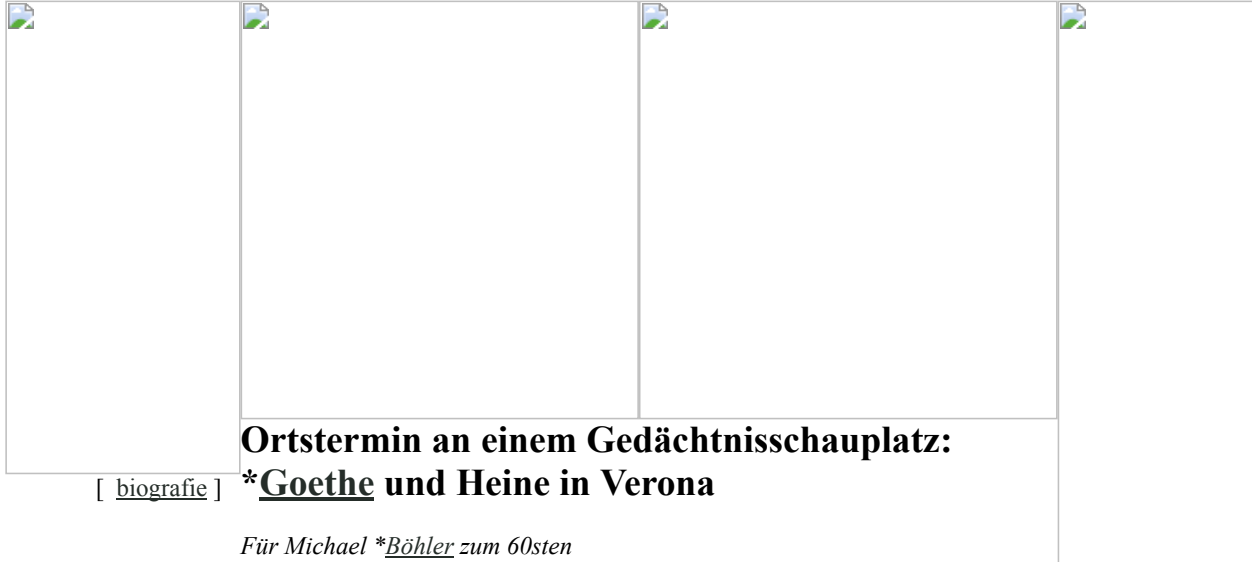 Ortstermin an einem Gedächtnisschauplatz:
[ biografie ] *Goethe und Heine in Verona
Für Michael *Böhler zum 60sten